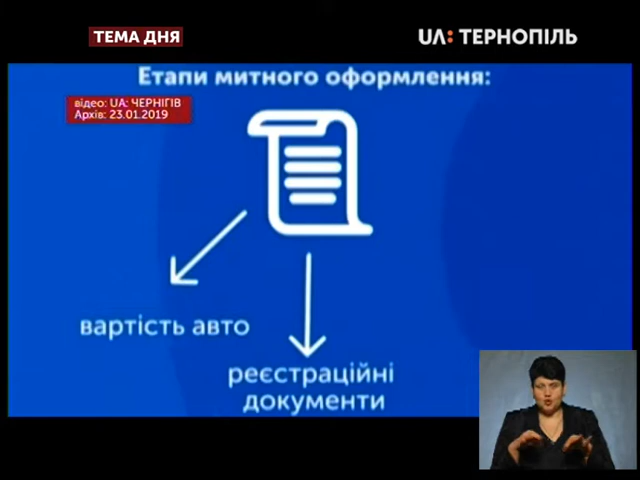 ТЕМА ДНЯ
UA: ТЕРНОПІЛЬ
Етапи митного оформлення:
відео: UA: ЧЕРНІГІВ
Архів: 23.01.2019
вартість авто
реєстраційні
документи